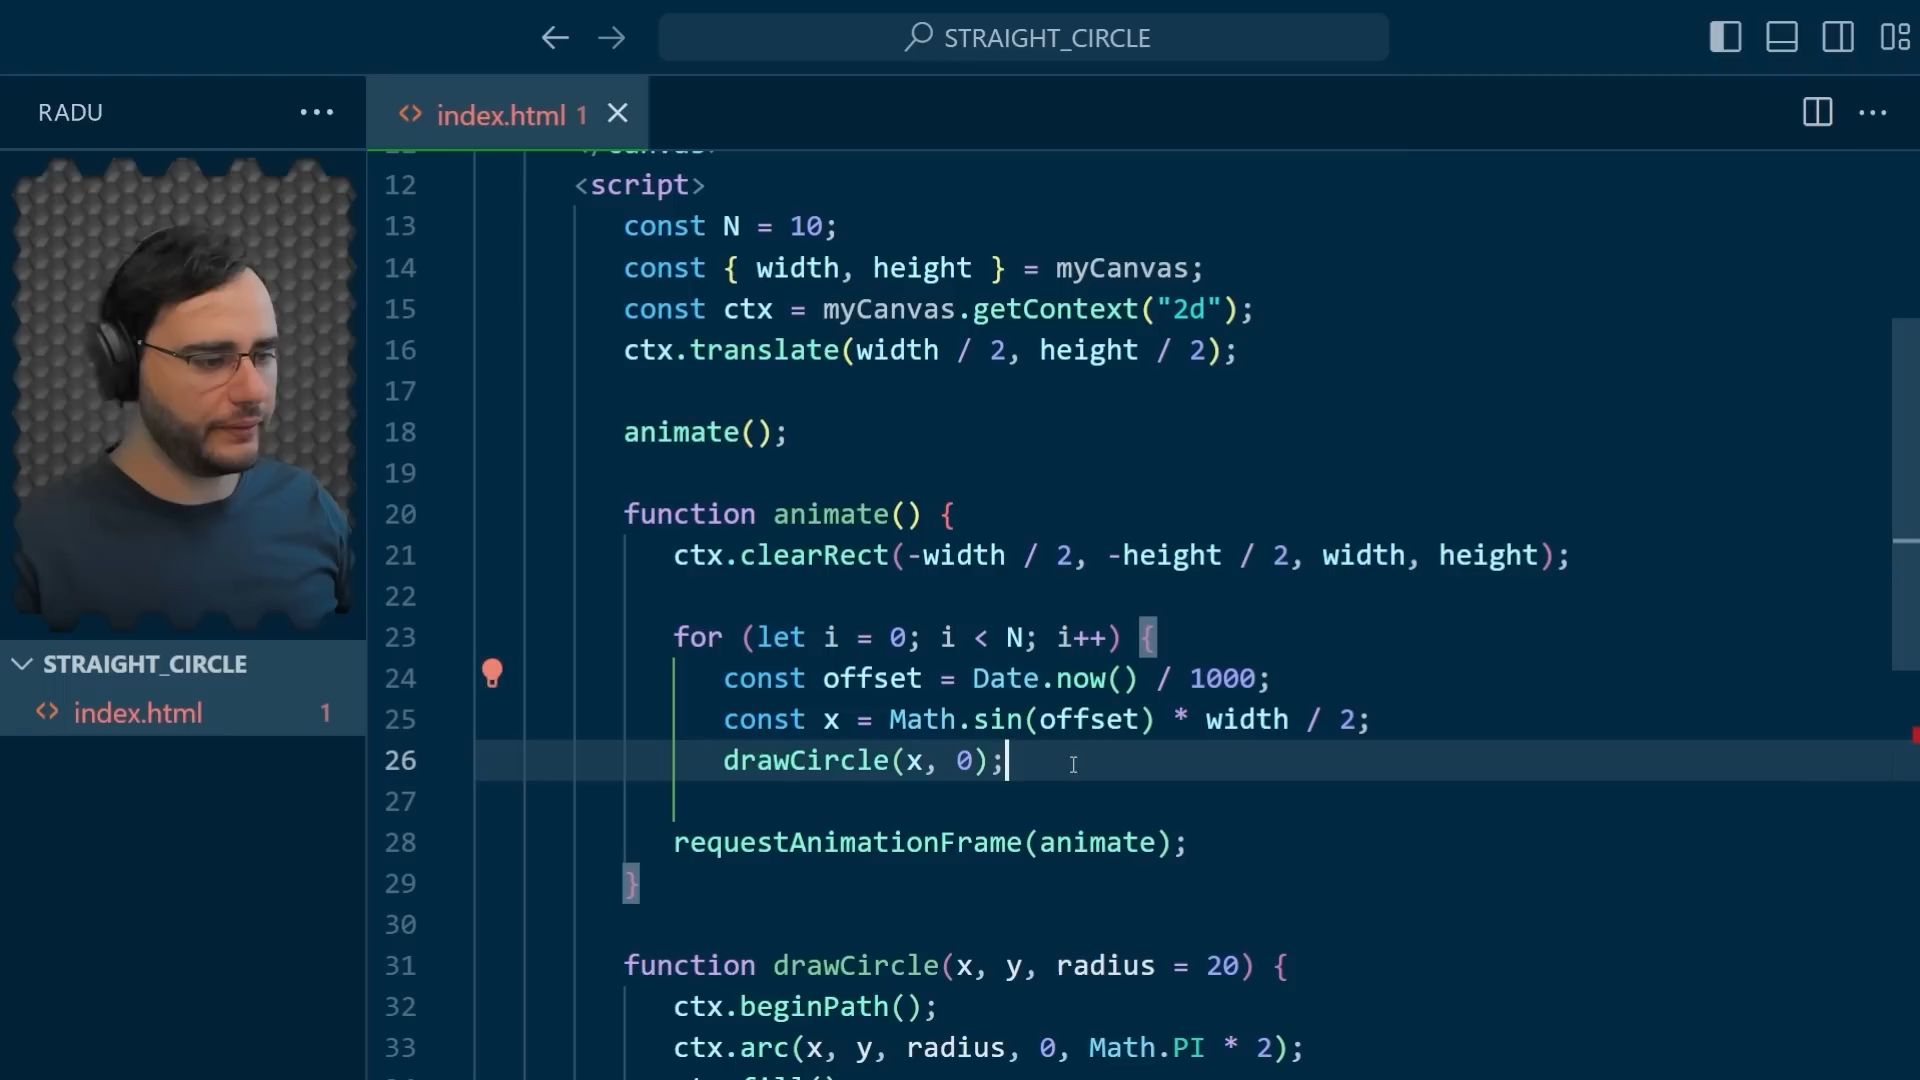 STRAIGHT_CIRCLE
RADU
index.html 1
12 <script>
13 const N = 10;
14 const { width, height } = myCanvas;
15 const ctx = myCanvas.getContext("2d");
16 ctx.translate(width / 2, height / 2);
17
18 animate();
19
20 function animate() {
21 ctx.clearRect(-width / 2, -height / 2, width, height);
22
23 for (let i = 0; i < N; i++) {
24 const offset = Date.now() / 1000;
25 const x = Math.sin(offset) * width / 2;
26 drawCircle(x, 0);
27
28 requestAnimationFrame(animate);
29 }
30
31 function drawCircle(x, y, radius = 20) {
32 ctx.beginPath();
33 ctx.arc(x, y, radius, 0, Math.PI * 2);
STRAIGHT_CIRCLE
index.html 1